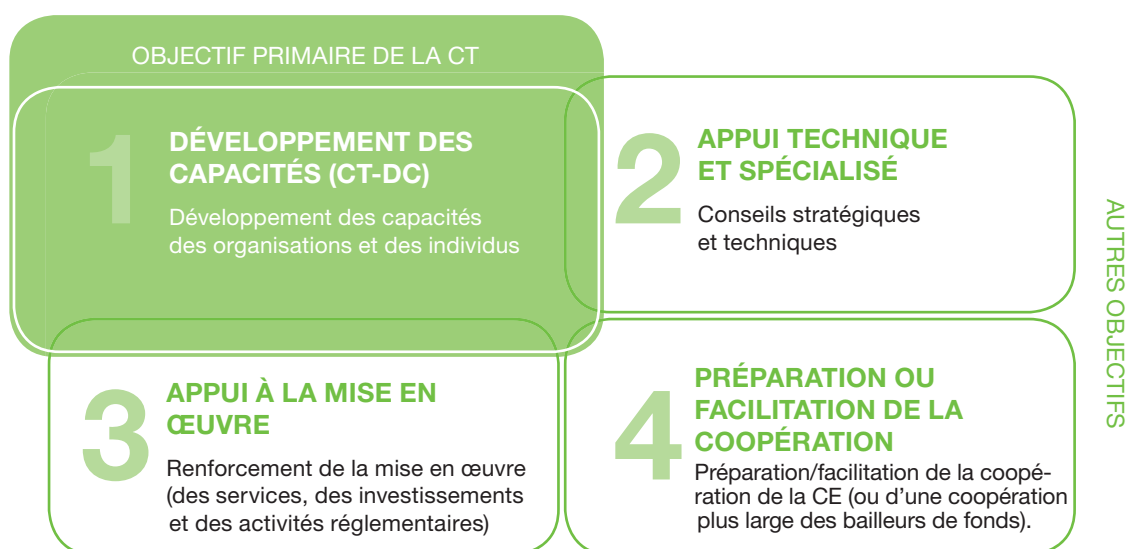 OBJECTIF PRIMAIRE DE LA CT
1
DÉVELOPPEMENT DES
CAPACITÉS (CT-DC)
Développement des capacités
des organisations et des individus
2
APPUI TECHNIQUE
ET SPÉCIALISÉ
Conseils stratégiques
et techniques
3
APPUI À LA MISE EN
ŒUVRE
Renforcement de la mise en œuvre
(des services, des investissements
et des activités réglementaires)
4
PRÉPARATION OU
FACILITATION DE LA
COOPÉRATION
Préparation/facilitation de la coopé-
ration de la CE (ou d’une coopération
plus large des bailleurs de fonds).
AUTRES OBJECTIFS